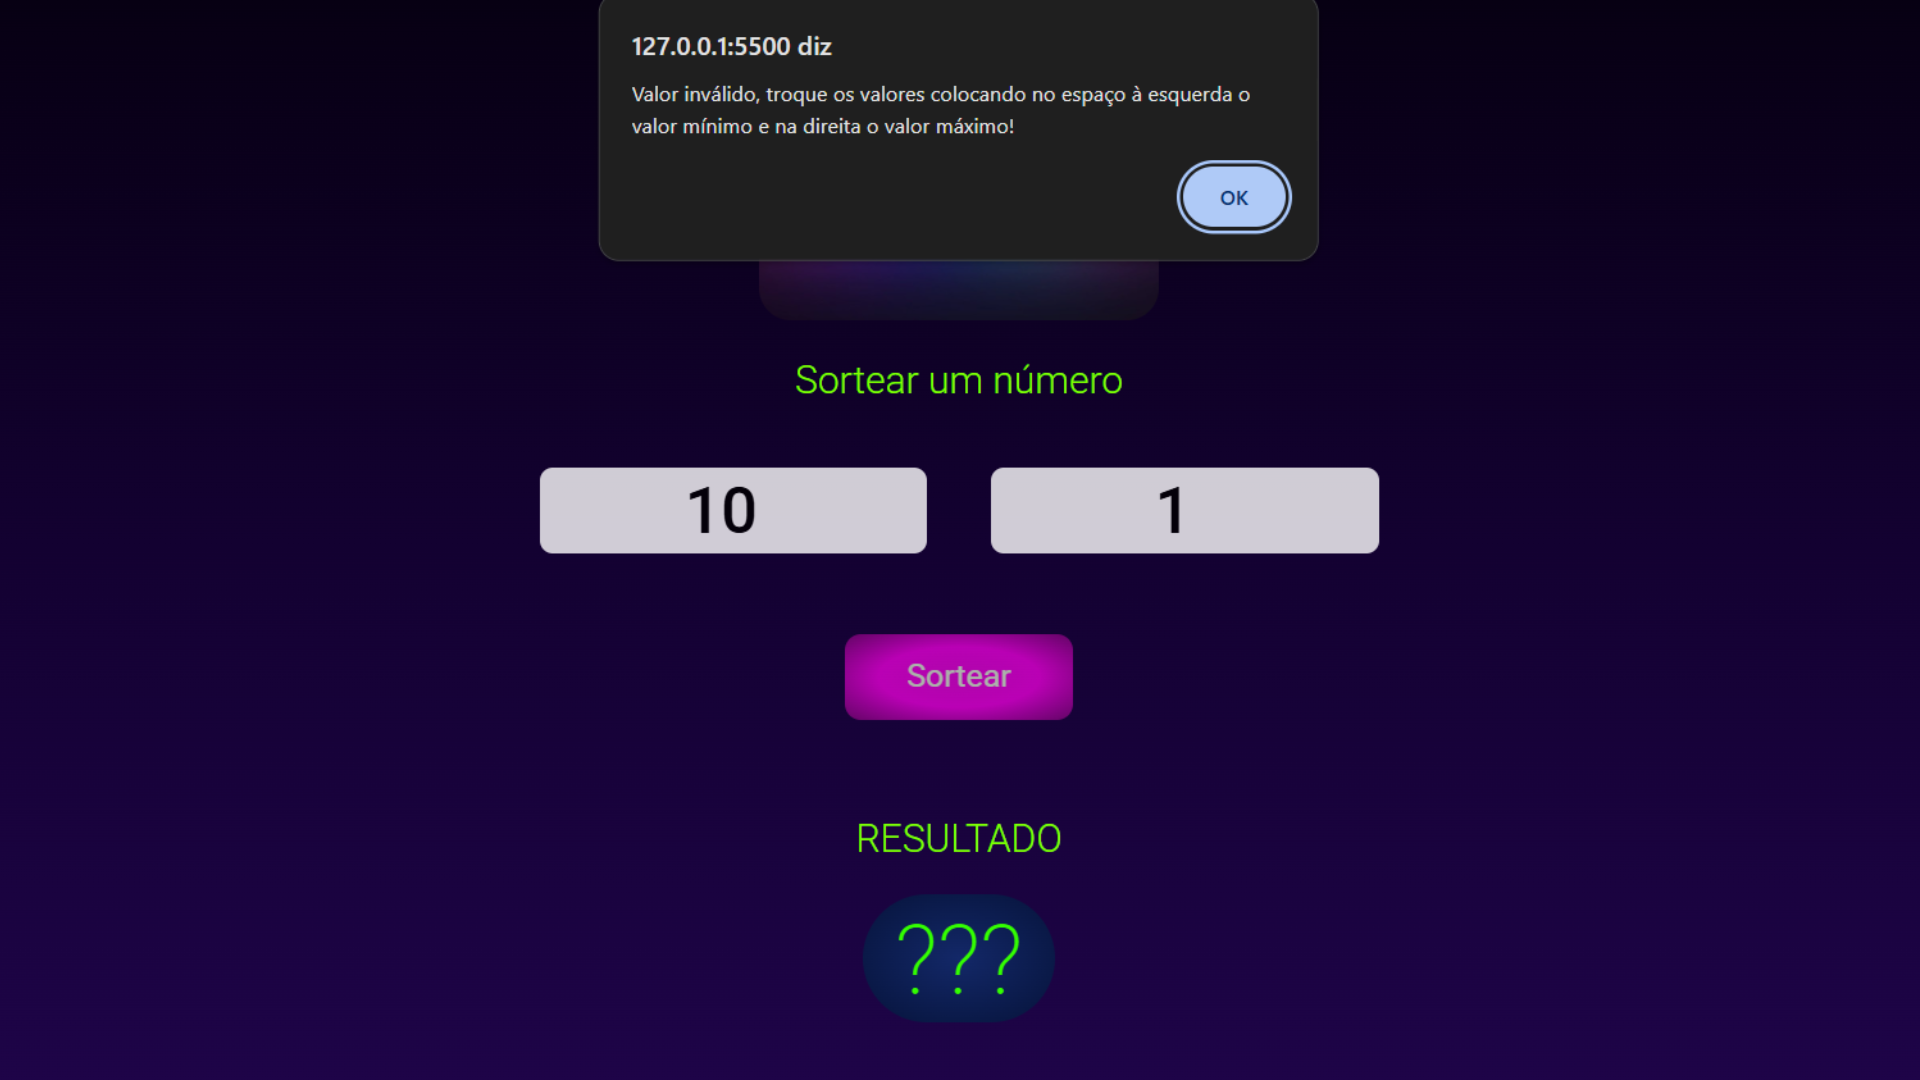 127.0.0.1:5500 diz
Valor inválido, troque os valores colocando no espaço à esquerda o
valor mínimo e na direita o valor máximo!
OK
Sortear um número
10 1
Sortear
RESULTADO
???